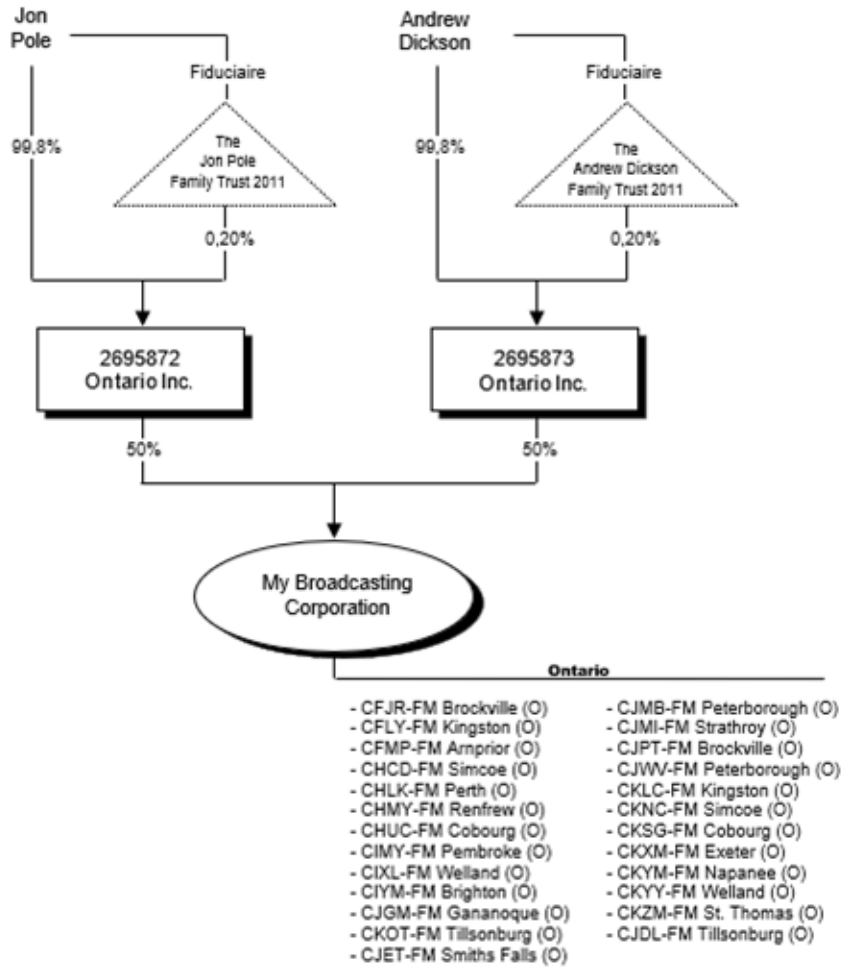 Jon
Pole
Andrew
Dickson
Fiduciaire
Fiduciaire
99,8%
The
Jon Pole
Family Trust 2011
99,8%
The
Andrew Dickson
Family Trust 2011
0,20%
0,20%
2695872
Ontario Inc.
2695873
Ontario Inc.
50%
50%
My Broadcasting
Corporation
Ontario
- CFJR-FM Brockville (O)
- CFLY-FM Kingston (O)
- CFMP-FM Arnprior (O)
- CHCD-FM Simcoe (O)
- CHLK-FM Perth (O)
- CHMY-FM Renfrew (O)
- CHUC-FM Cobourg (O)
- CIMY-FM Pembroke (O)
- CIXL-FM Welland (O)
- CIYM-FM Brighton (O)
- CJGM-FM Gananoque (O)
- CKOT-FM Tillsonburg (O)
- CJET-FM Smiths Falls (O)
- CJMB-FM Peterborough (O)
- CJMI-FM Strathroy (O)
- CJPT-FM Brockville (O)
- CJWV-FM Peterborough (O)
- CKLC-FM Kingston (O)
- CKNC-FM Simcoe (O)
- CKSG-FM Cobourg (O)
- CKXM-FM Exeter (O)
- CKYM-FM Napanee (O)
- CKYY-FM Welland (O)
- CKZM-FM St. Thomas (O)
- CJDL-FM Tillsonburg (O)